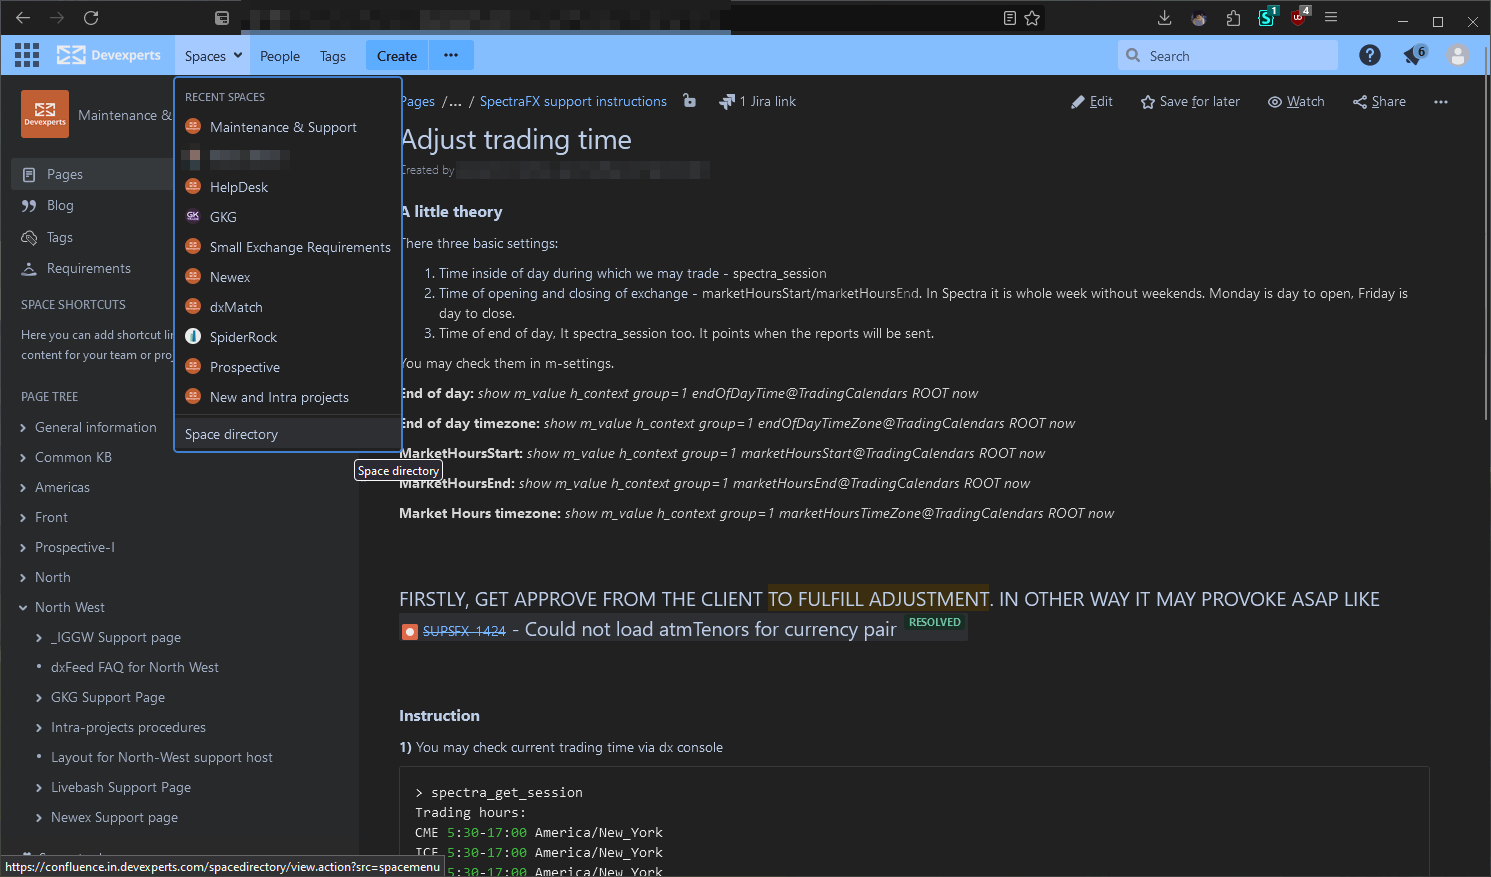 Devexperts
Spaces
People
Tags
Create
Search
6
1
4
Devexperts
Maintenance &
Pages
Blog
Tags
Requirements
SPACE SHORTCUTS
Here you can add shortcut
content for your team or
PAGE TREE
General information
Common KB
Americas
Front
Prospective-I
North
North West
_IGGW Support page
dxFeed FAQ for North West
GKG Support Page
Intra-projects procedures
Layout for North-West support host
Livebash Support Page
Newex Support page
RECENT SPACES
Maintenance & Support
HelpDesk
GKG
Small Exchange Requirements
Newex
dxMatch
SpiderRock
Prospective
New and Intra projects
Space directory
Space directory
Pages /... / SpectraFX support instructions 1 Jira link
Edit
Save for later
Watch
Share
Adjust trading time
Created by
A little theory
There three basic settings:
1. Time inside of day during which we may trade - spectra_session
2. Time of opening and closing of exchange - marketHoursStart/marketHoursEnd. In Spectra it is whole week without weekends. Monday is day to open, Friday is
day to close.
3. Time of end of day, It spectra_session too. It points when the reports will be sent.
You may check them in m-settings.
End of day: show m_value h_context group=1 endOfDayTime@TradingCalendars ROOT now
End of day timezone: show m_value h_context group=1 endOfDayTimeZone@TradingCalendars ROOT now
MarketHoursStart: show m_value h_context group=1 marketHoursStart@TradingCalendars ROOT now
MarketHoursEnd: show m_value h_context group=1 marketHoursEnd@TradingCalendars ROOT now
Market Hours timezone: show m_value h_context group=1 marketHoursTimeZone@TradingCalendars ROOT now
FIRSTLY, GET APPROVE FROM THE CLIENT TO FULFILL ADJUSTMENT. IN OTHER WAY IT MAY PROVOKE ASAP LIKE
SUPSFX-1424 - Could not load atmTenors for currency pair RESOLVED
Instruction
1) You may check current trading time via dx console
> spectra_get_session
Trading hours:
CME 5:30-17:00 America/New_York
ICE 5:30-17:00 America/New_York
5:30-17:00 America/New_York
https://confluence.in.devexperts.com/spacedirectory/view.action?src=spacemenu